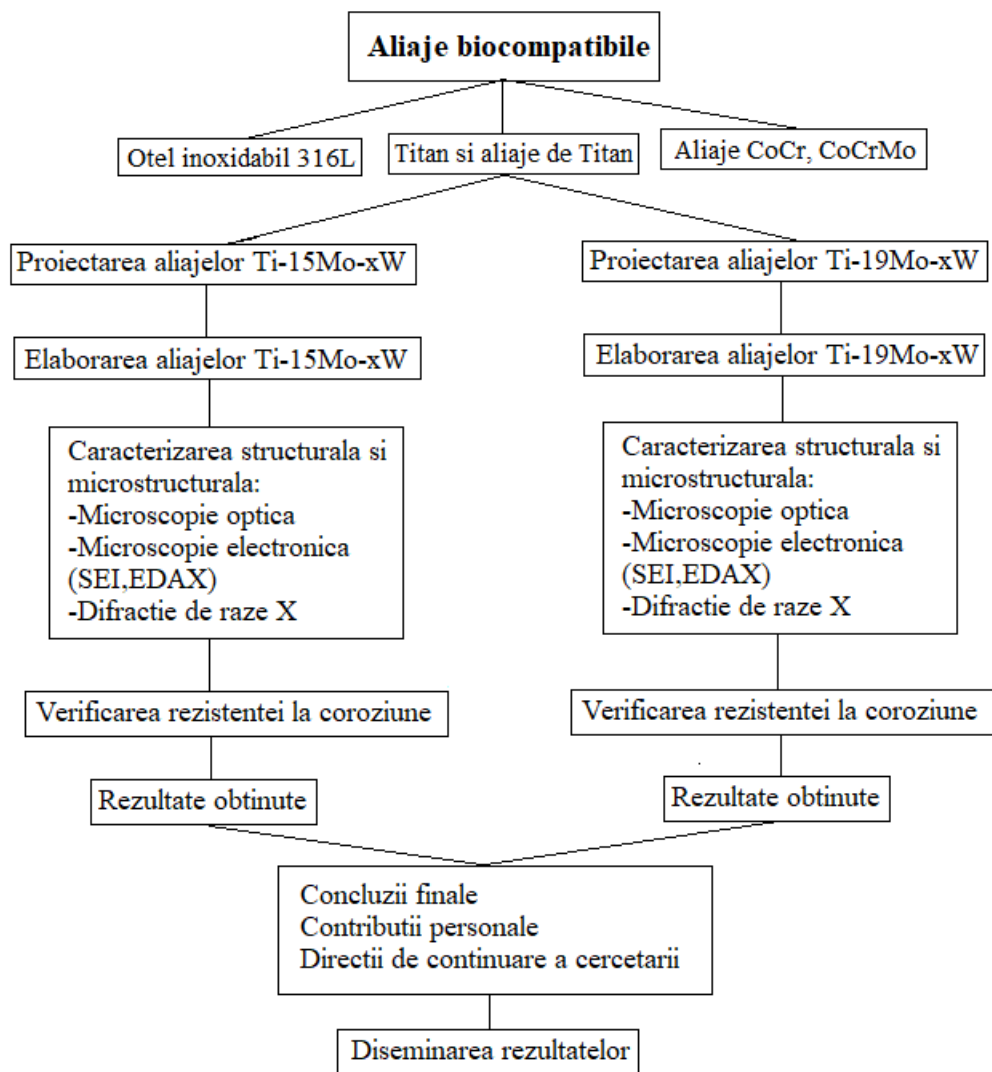 Aliaje biocompatibile
Otel inoxidabil 316L
Titan si aliaje de Titan
Aliaje CoCr, CoCrMo
Proiectarea aliajelor Ti-15Mo-xW
Proiectarea aliajelor Ti-19Mo-xW
Elaborarea aliajelor Ti-15Mo-xW
Elaborarea aliajelor Ti-19Mo-xW
Caracterizarea structurala si
microstructurala:
-Microscopie optica
-Microscopie electronica
(SEI,EDAX)
-Difractie de raze X
Caracterizarea structurala si
microstructurala:
-Microscopie optica
-Microscopie electronica
(SEI,EDAX)
-Difractie de raze X
Verificarea rezistentei la coroziune
Verificarea rezistentei la coroziune
Rezultate obtinute
Rezultate obtinute
Concluzii finale
Contributii personale
Directii de continuare a cercetarii
Diseminarea rezultatelor